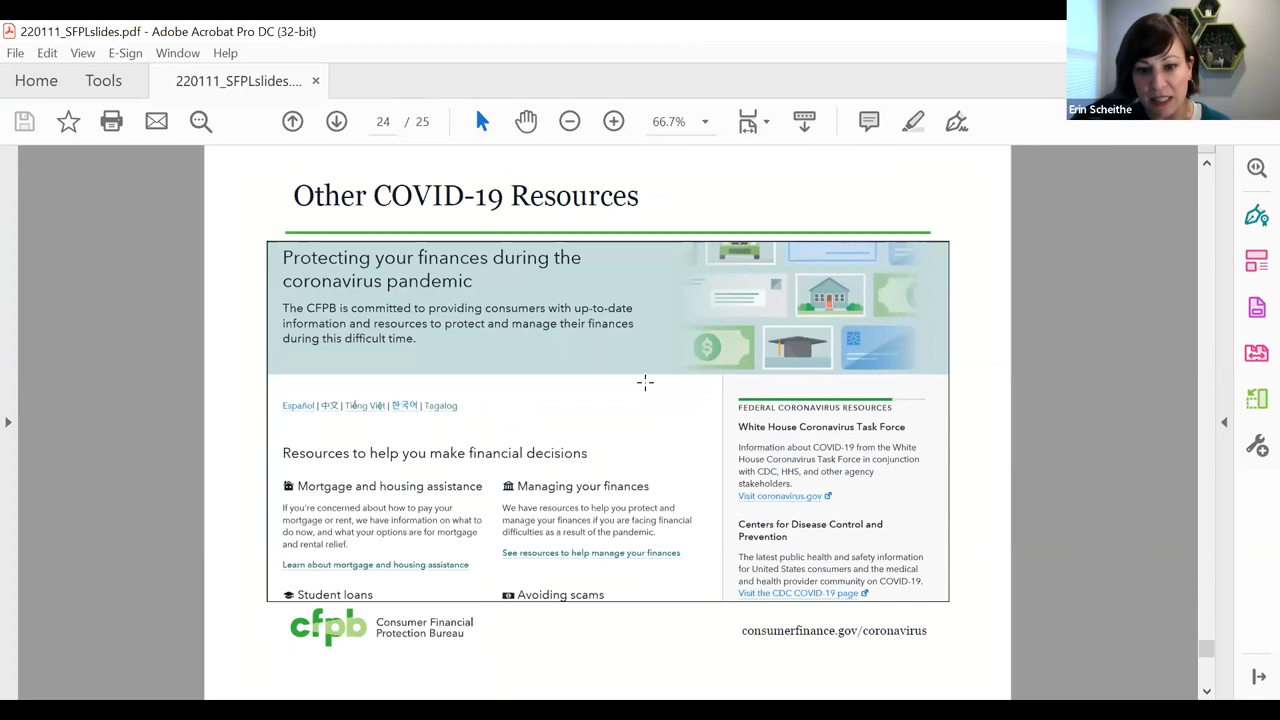 220111_SFPLslides.pdf - Adobe Acrobat Pro DC (32-bit)
File Edit View E-Sign Window Help
Home Tools 220111_SFPLslides.... ×
24 / 25 66.7%
Erin Scheithe
Other COVID-19 Resources
Protecting your finances during the
coronavirus pandemic
The CFPB is committed to providing consumers with up-to-date
information and resources to protect and manage their finances
during this difficult time.
Español | 中文 | Tiếng Việt | 한국어 | Tagalog
Resources to help you make financial decisions
Mortgage and housing assistance
If you're concerned about how to pay your
mortgage or rent, we have information on what to
do now, and what your options are for mortgage
and rental relief.
Learn about mortgage and housing assistance
Student loans
Managing your finances
We have resources to help you protect and
manage your finances if you are facing financial
difficulties as a result of the pandemic.
See resources to help manage your finances
Avoiding scams
FEDERAL CORONAVIRUS RESOURCES
White House Coronavirus Task Force
Information about COVID-19 from the White
House Coronavirus Task Force in conjunction
with CDC, HHS, and other agency
stakeholders.
Visit coronavirus.gov
Centers for Disease Control and
Prevention
The latest public health and safety information
for United States consumers and the medical
and health provider community on COVID-19.
Visit the CDC COVID-19 page
cfpb Consumer Financial
Protection Bureau
consumerfinance.gov/coronavirus